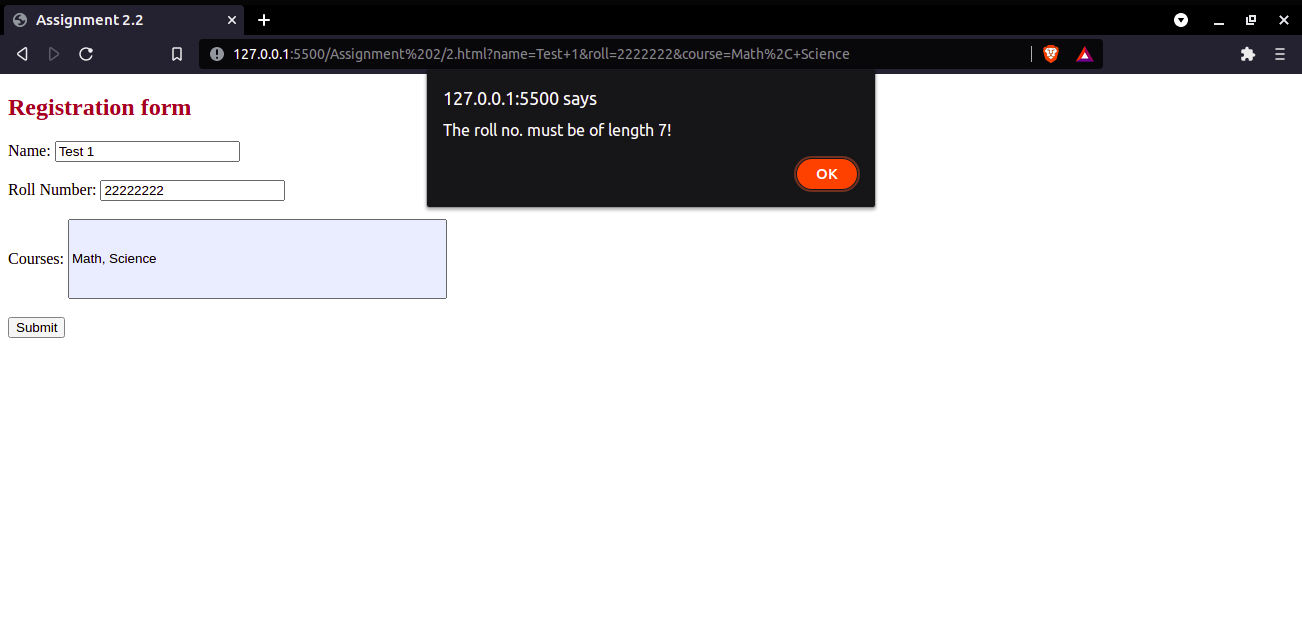 Assignment 2.2
127.0.0.1:5500/Assignment%202/2.html?name=Test+1&roll=2222222&course=Math%2C+Science
127.0.0.1:5500 says
The roll no. must be of length 7!
OK
Registration form
Name: Test 1
Roll Number: 22222222
Courses: Math, Science
Submit